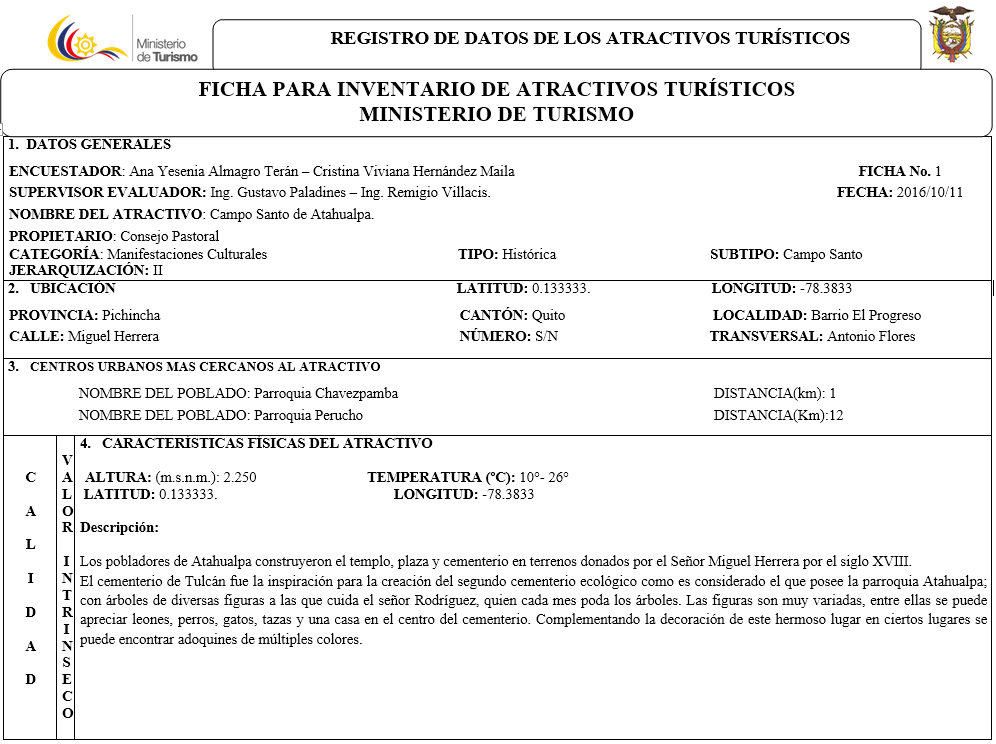 Ministerio
de Turismo
REGISTRO DE DATOS DE LOS ATRACTIVOS TURÍSTICOS
FICHA PARA INVENTARIO DE ATRACTIVOS TURÍSTICOS
MINISTERIO DE TURISMO
1. DATOS GENERALES
ENCUESTADOR: Ana Yesenia Almagro Terán – Cristina Viviana Hernández Maila FICHA No. 1
SUPERVISOR EVALUADOR: Ing. Gustavo Paladines – Ing. Remigio Villacis. FECHA: 2016/10/11
NOMBRE DEL ATRACTIVO: Campo Santo de Atahualpa.
PROPIETARIO: Consejo Pastoral
CATEGORÍA: Manifestaciones Culturales TIPO: Histórica SUBTIPO: Campo Santo
JERARQUIZACIÓN: II
2. UBICACIÓN LATITUD: 0.133333. LONGITUD: -78.3833
PROVINCIA: Pichincha CANTÓN: Quito LOCALIDAD: Barrio El Progreso
CALLE: Miguel Herrera NÚMERO: S/N TRANSVERSAL: Antonio Flores
3. CENTROS URBANOS MAS CERCANOS AL ATRACTIVO
NOMBRE DEL POBLADO: Parroquia Chavezpamba DISTANCIA(km): 1
NOMBRE DEL POBLADO: Parroquia Perucho DISTANCIA(Km):12
CALIDAD
VALOR INTRINSECO
4. CARACTERÍSTICAS FÍSICAS DEL ATRACTIVO
ALTURA: (m.s.n.m.): 2.250 TEMPERATURA (ºC): 10°- 26°
LATITUD: 0.133333. LONGITUD: -78.3833
Descripción:
Los pobladores de Atahualpa construyeron el templo, plaza y cementerio en terrenos donados por el Señor Miguel Herrera por el siglo XVIII.
El cementerio de Tulcán fue la inspiración para la creación del segundo cementerio ecológico como es considerado el que posee la parroquia Atahualpa;
con árboles de diversas figuras a las que cuida el señor Rodríguez, quien cada mes poda los árboles. Las figuras son muy variadas, entre ellas se puede
apreciar leones, perros, gatos, tazas y una casa en el centro del cementerio. Complementando la decoración de este hermoso lugar en ciertos lugares se
puede encontrar adoquines de múltiples colores.